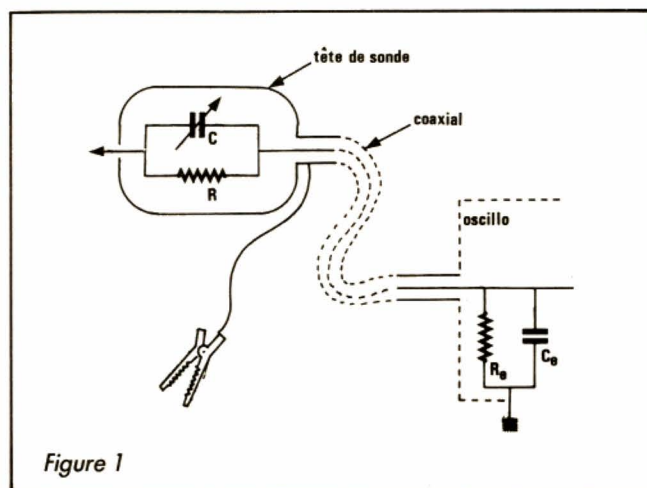 tête de sonde
C
coaxial
R
oscillo
Re
Ce
Figure 1